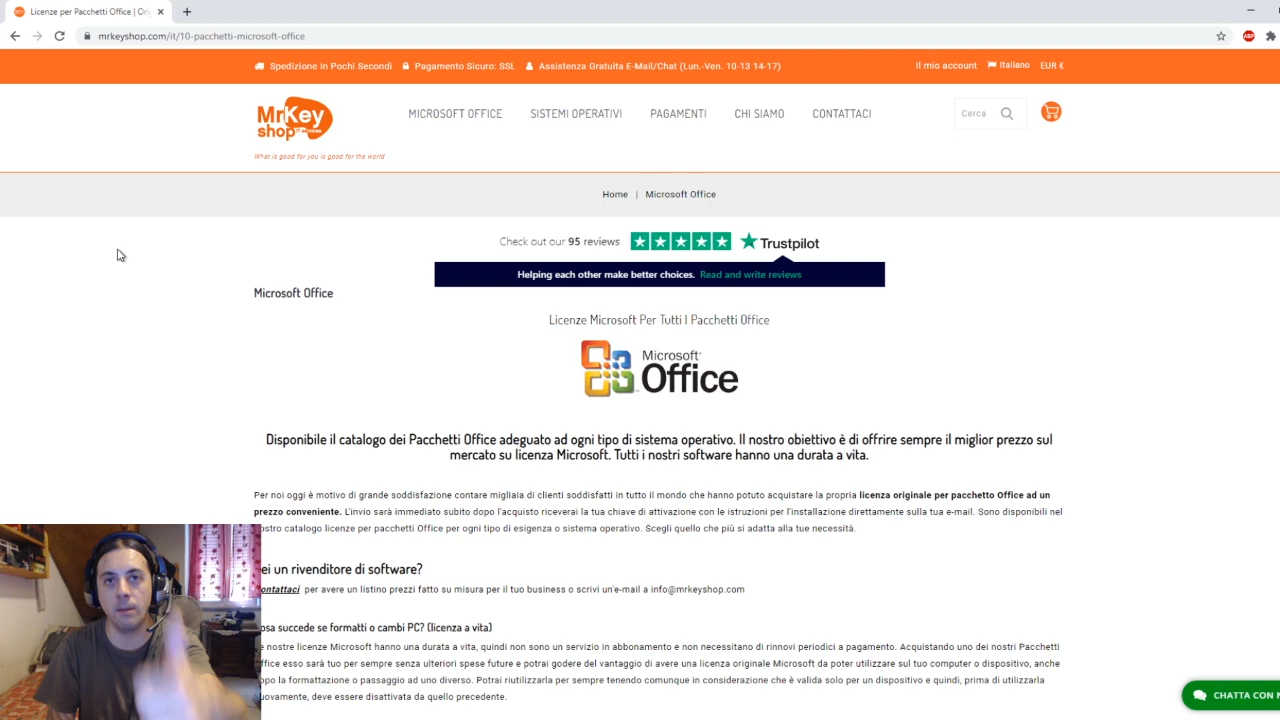 Licenze per Pacchetti Office | Ori
mrkeyshop.com/it/10-pacchetti-microsoft-office
ABP
Spedizione In Pochi Secondi Pagamento Sicuro: SSL Assistenza Gratuita E-Mail/Chat (Lun.-Ven. 10-13 14-17) Il mio account Italiano EUR €
MrKey
shop
MICROSOFT OFFICE SISTEMI OPERATIVI PAGAMENTI CHI SIAMO CONTATTACI Cerca
What is good for you is good for the world
Home | Microsoft Office
Check out our 95 reviews Trustpilot
Helping each other make better choices. Read and write reviews
Microsoft Office
Licenze Microsoft Per Tutti I Pacchetti Office
Microsoft
Office
Disponibile il catalogo dei Pacchetti Office adeguato ad ogni tipo di sistema operativo. Il nostro obiettivo è di offrire sempre il miglior prezzo sul
mercato su licenza Microsoft. Tutti i nostri software hanno una durata a vita.
Per noi oggi è motivo di grande soddisfazione contare migliaia di clienti soddisfatti in tutto il mondo che hanno potuto acquistare la propria licenza originale per pacchetto Office ad un
prezzo conveniente. L'invio sarà immediato subito dopo l'acquisto riceverai la tua chiave di attivazione con le istruzioni per l'installazione direttamente sulla tua e-mail. Sono disponibili nel
nostro catalogo licenze per pacchetti Office per ogni tipo di esigenza o sistema operativo. Scegli quello che più si adatta alla tue necessità.
ei un rivenditore di software?
ontattaci per avere un listino prezzi fatto su misura per il tuo business o scrivi un'e-mail a info@mrkeyshop.com
osa succede se formatti o cambi PC? (licenza a vita)
e nostre licenze Microsoft hanno una durata a vita, quindi non sono un servizio in abbonamento e non necessitano di rinnovi periodici a pagamento. Acquistando uno dei nostri Pacchetti
ffice esso sarà tuo per sempre senza ulteriori spese future e potrai godere del vantaggio di avere una licenza originale Microsoft da poter utilizzare sul tuo computer o dispositivo, anche
opo la formattazione o passaggio ad uno diverso. Potrai riutilizzarla per sempre tenendo comunque in considerazione che è valida solo per un dispositivo e quindi, prima di utilizzarla
uovamente, deve essere disattivata da quello precedente.
CHATTA CON N